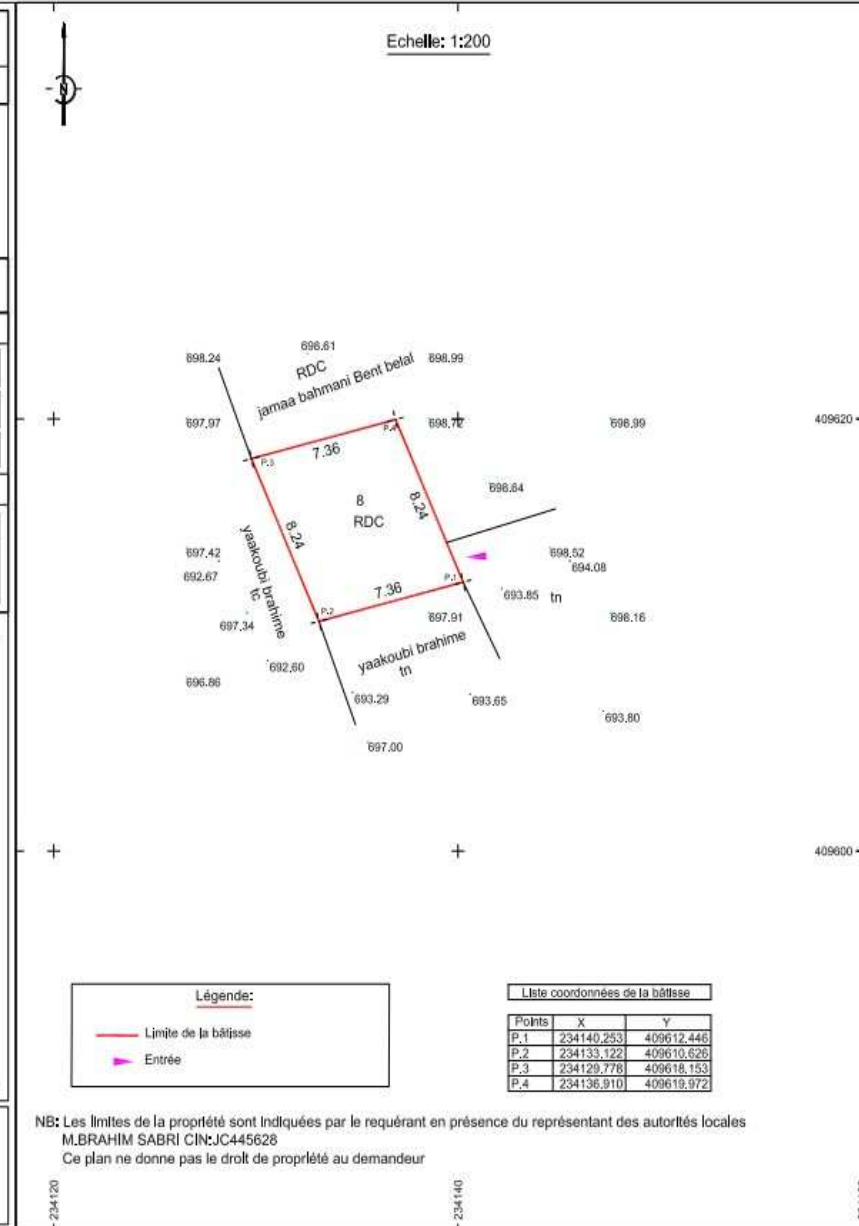 Echelle: 1:200
N
698.24
698.61
RDC
698.99
jamaa bahmani Bent belal
697.97
P.4
698.72
698.99
409620
P.3
7.36
698.64
8
RDC
8.24
8.24
yaakoubi brahime
tc
697.42
692.67
698.52
694.08
P.1
7.36
693.85
tn
P.2
697.34
697.91
698.16
yaakoubi brahime
tn
692.60
696.86
693.29
693.65
693.80
697.00
409600
Légende:
Limite de la bâtisse
Entrée
Liste coordonnées de la bâtisse
Points X Y
P.1 234140.253 409612.446
P.2 234133.122 409610.626
P.3 234129.778 409618.153
P.4 234136.910 409619.972
NB: Les limites de la propriété sont indiquées par le requérant en présence du représentant des autorités locales
M.BRAHIM SABRI CIN:JC445628
Ce plan ne donne pas le droit de propriété au demandeur
234120
234140